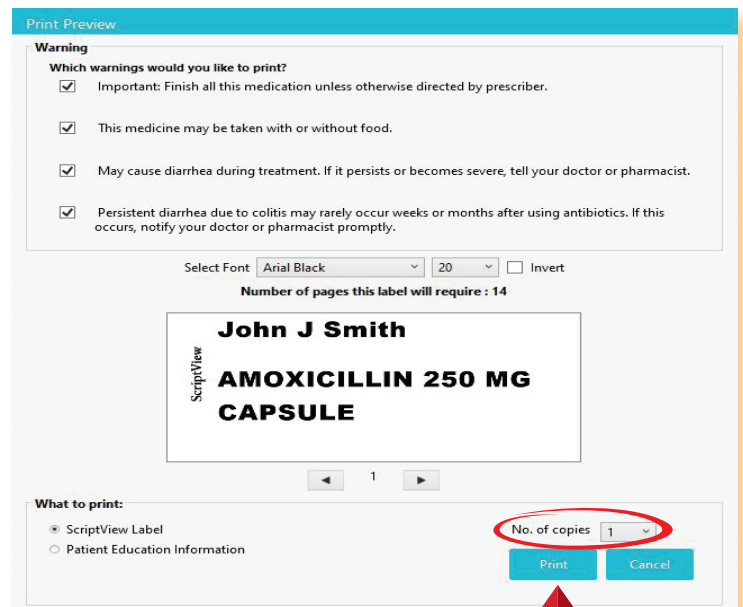 Print Preview
Warning
Which warnings would you like to print?
Important: Finish all this medication unless otherwise directed by prescriber.
This medicine may be taken with or without food.
May cause diarrhea during treatment. If it persists or becomes severe, tell your doctor or pharmacist.
Persistent diarrhea due to colitis may rarely occur weeks or months after using antibiotics. If this
occurs, notify your doctor or pharmacist promptly.
Select Font Arial Black 20 Invert
Number of pages this label will require : 14
John J Smith
ScriptView
AMOXICILLIN 250 MG
CAPSULE
1
What to print:
ScriptView Label
No. of copies 1
Patient Education Information
Print Cancel